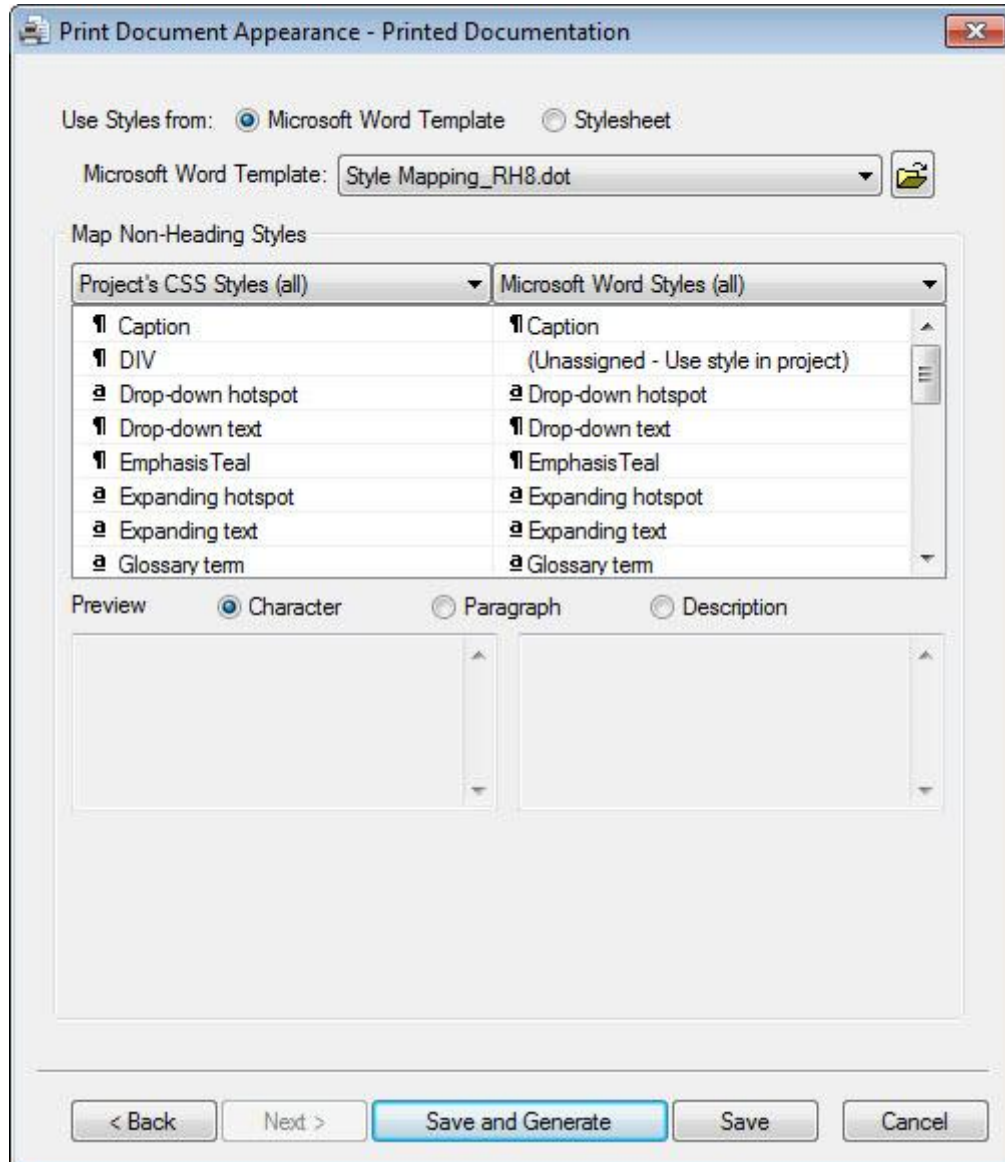 Print Document Appearance - Printed Documentation
Use Styles from: Microsoft Word Template Stylesheet
Microsoft Word Template: Style Mapping_RH8.dot
Map Non-Heading Styles
Project's CSS Styles (all) Microsoft Word Styles (all)
¶ Caption ¶ Caption
¶ DIV (Unassigned - Use style in project)
a Drop-down hotspot a Drop-down hotspot
¶ Drop-down text ¶ Drop-down text
¶ EmphasisTeal ¶ EmphasisTeal
a Expanding hotspot a Expanding hotspot
a Expanding text a Expanding text
a Glossary term a Glossary term
Preview Character Paragraph Description
< Back Next > Save and Generate Save Cancel